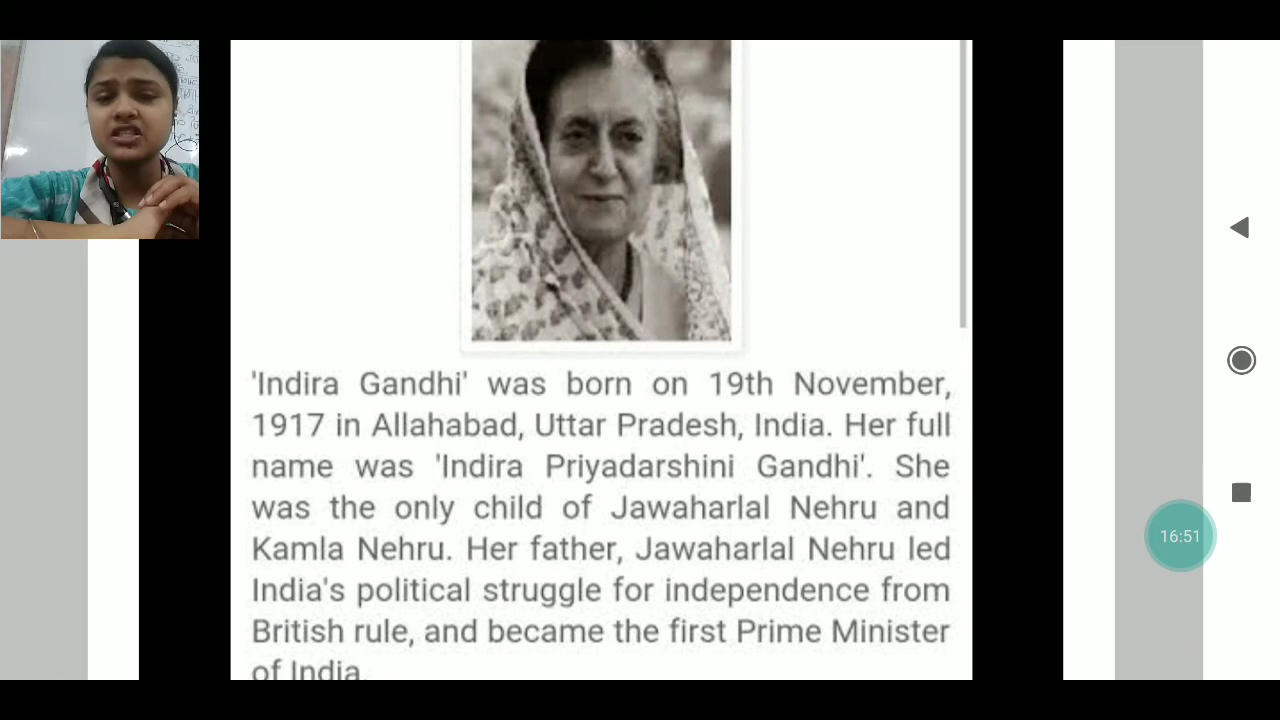 'Indira Gandhi' was born on 19th November,
1917 in Allahabad, Uttar Pradesh, India. Her full
name was 'Indira Priyadarshini Gandhi'. She
was the only child of Jawaharlal Nehru and
Kamla Nehru. Her father, Jawaharlal Nehru led
India's political struggle for independence from
British rule, and became the first Prime Minister
of India.
16:51